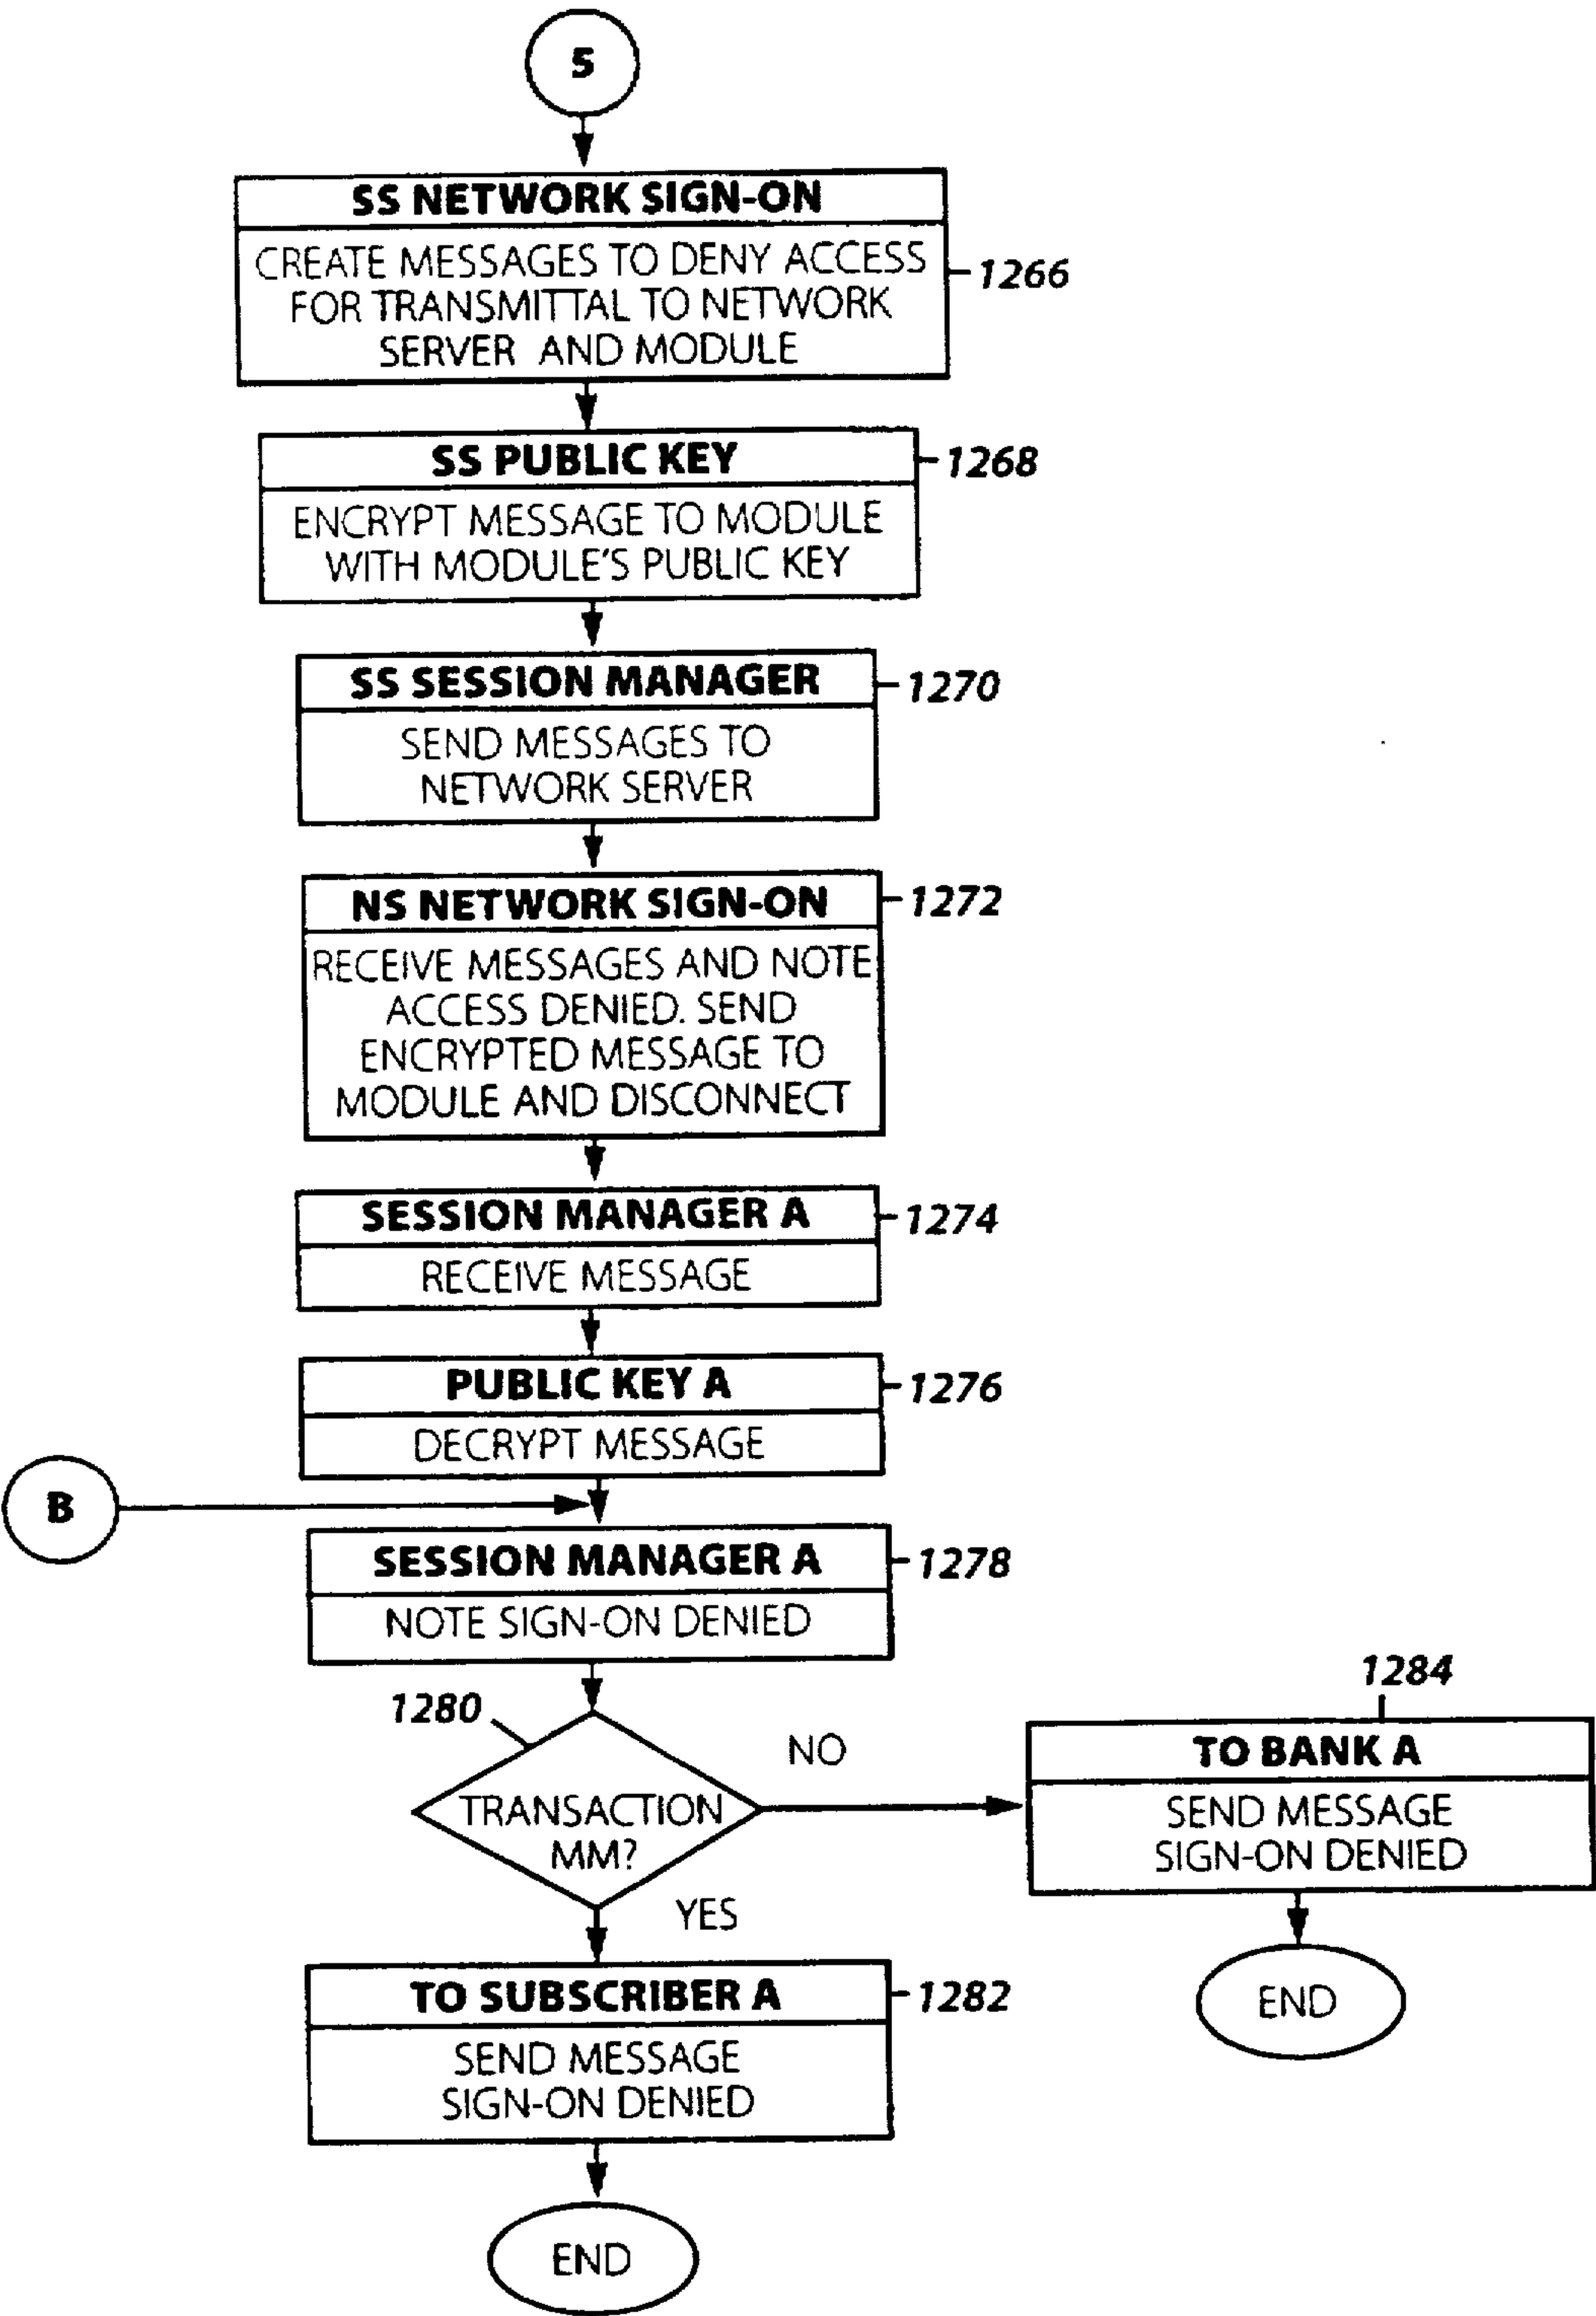 5
SS NETWORK SIGN-ON
CREATE MESSAGES TO DENY ACCESS
FOR TRANSMITTAL TO NETWORK
SERVER AND MODULE
1266
SS PUBLIC KEY
1268
ENCRYPT MESSAGE TO MODULE
WITH MODULE'S PUBLIC KEY
SS SESSION MANAGER
1270
SEND MESSAGES TO
NETWORK SERVER
NS NETWORK SIGN-ON
1272
RECEIVE MESSAGES AND NOTE
ACCESS DENIED. SEND
ENCRYPTED MESSAGE TO
MODULE AND DISCONNECT
SESSION MANAGER A
1274
RECEIVE MESSAGE
PUBLIC KEY A
1276
DECRYPT MESSAGE
B
SESSION MANAGER A
1278
NOTE SIGN-ON DENIED
1280
TRANSACTION
MM?
NO
YES
1284
TO BANK A
SEND MESSAGE
SIGN-ON DENIED
END
TO SUBSCRIBER A
1282
SEND MESSAGE
SIGN-ON DENIED
END